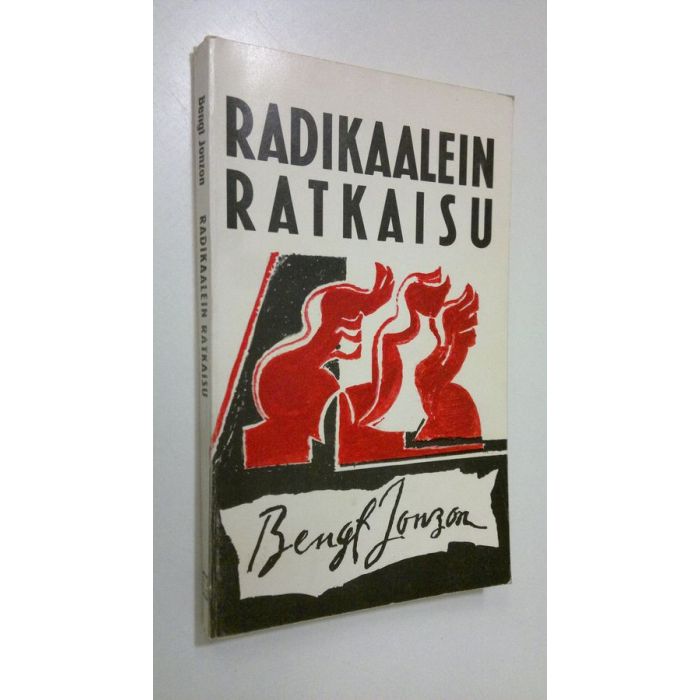 RADIKAALEIN
RATKAISU
Bengt Jonzon
Bengt Jonzon RADIKAALEIN RATKAISU